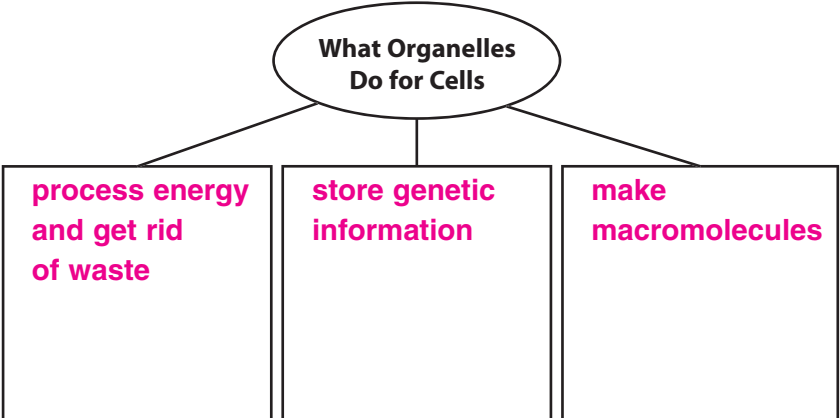 What Organelles
Do for Cells
process energy
and get rid
of waste
store genetic
information
make
macromolecules